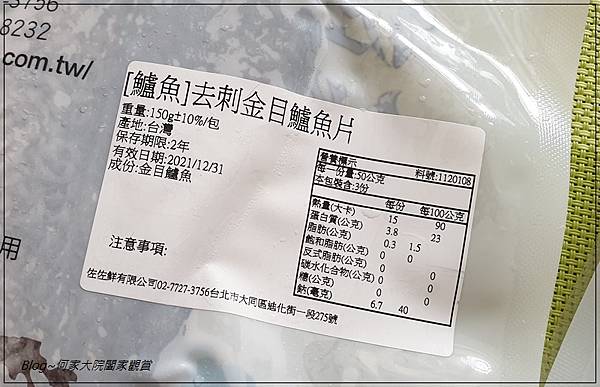 -3756
8232
com.tw/
[鱸魚]去刺金目鱸魚片
重量:150g±10%/包
產地:台灣
保存期限:2年
有效日期:2021/12/31
成份:金目鱸魚
注意事項:
佐佐鮮有限公司02-7727-3756台北市大同區迪化街一段275號
營養標示 料號:1120108
每一份量:50公克
本包裝含:3份
每份 每100公克
熱量(大卡) 15 90
蛋白質(公克) 3.8 23
脂肪(公克) 0.3 1.5
飽和脂肪(公克) 0 0
反式脂肪(公克) 0 0
碳水化合物(公克) 0 0
糖(公克) 0 0
鈉(毫克) 6.7 40
用
Blog~何家大院闔家觀賞